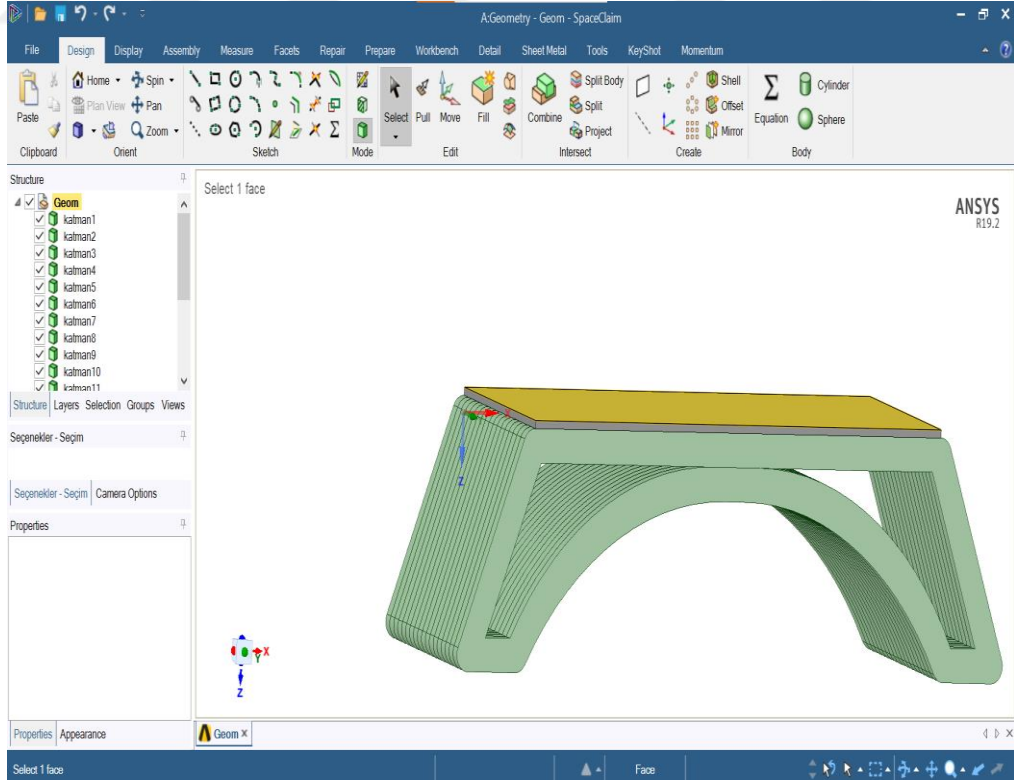 A:Geometry - Geom - SpaceClaim
File Design Display Assembly Measure Facets Repair Prepare Workbench Detail Sheet Metal Tools KeyShot Momentum
Home Spin
Plan View Pan
Zoom
Paste
Select Pull Move Fill
Combine
Split Body
Split
Project
Shell
Offset
Mirror
Equation
Cylinder
Sphere
Clipboard Orient Sketch Mode Edit Intersect Create Body
Structure
Geom
katman1
katman2
katman3
katman4
katman5
katman6
katman7
katman8
katman9
katman10
katman11
Structure Layers Selection Groups Views
Seçenekler - Seçim
Seçenekler - Seçim Camera Options
Properties
Properties Appearance
Select 1 face
ANSYS
R19.2
X
Z
X
Y
Z
Geom x
Select 1 face Face